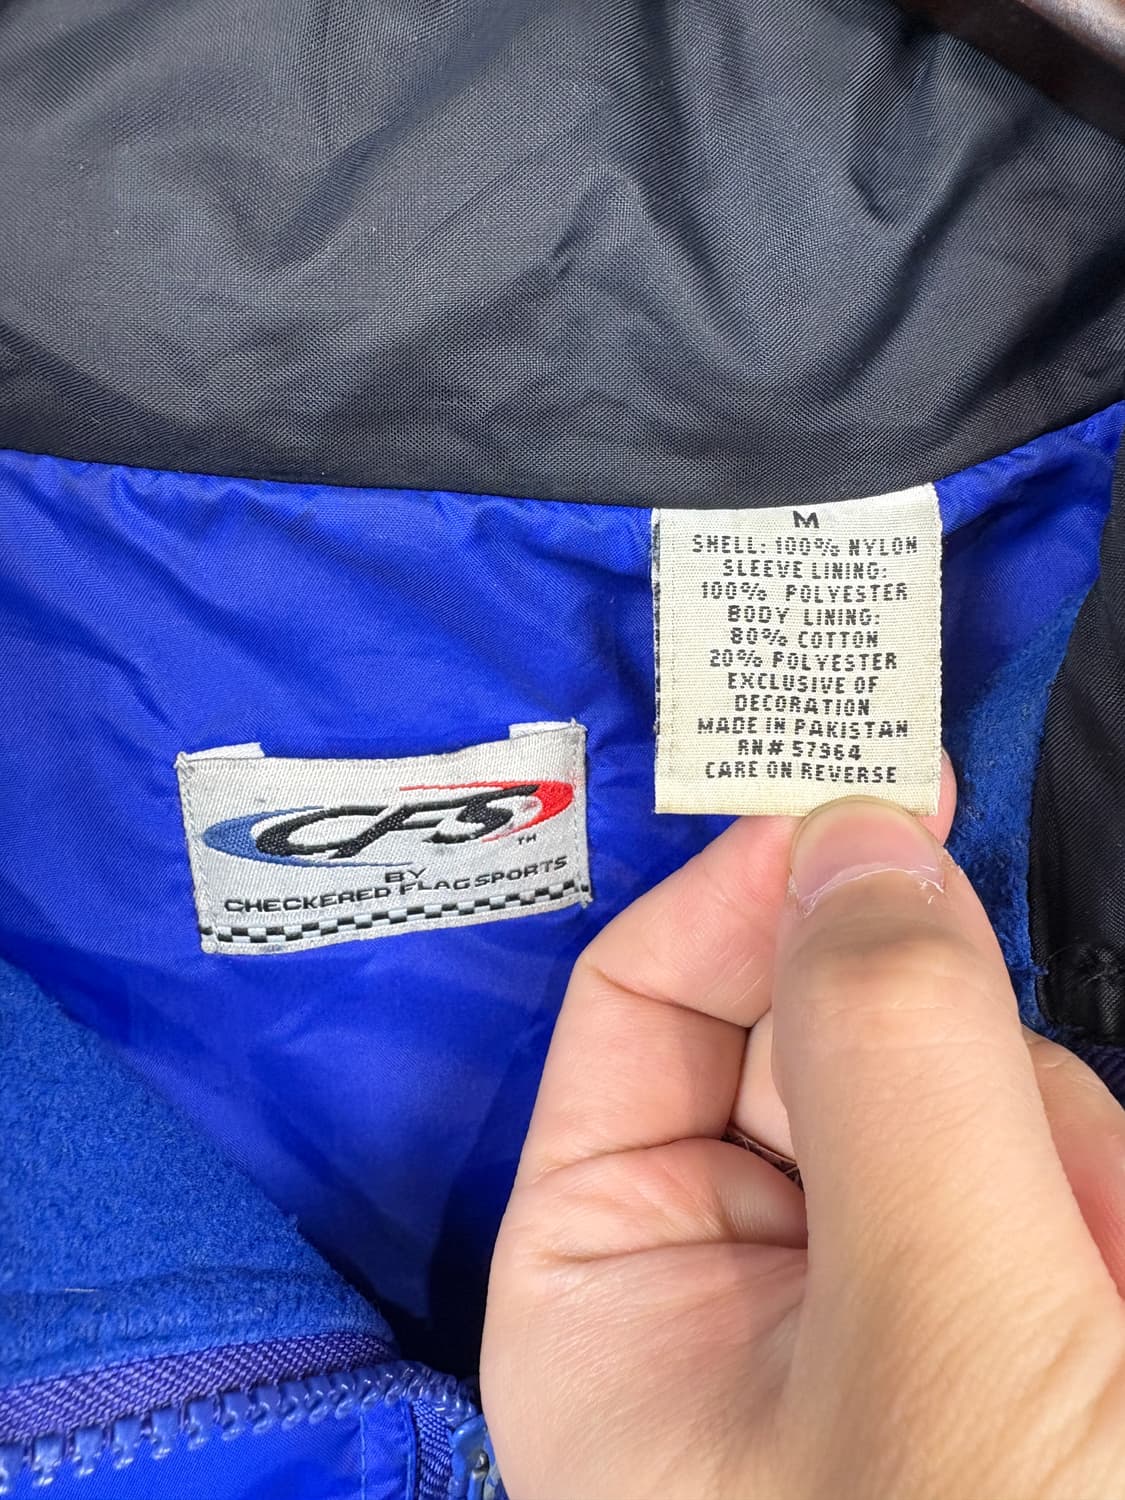 M
SHELL: 100% NYLON
SLEEVE LINING:
100% POLYESTER
BODY LINING:
80% COTTON
20% POLYESTER
EXCLUSIVE OF
DECORATION
MADE IN PAKISTAN
RN# 57964
CARE ON REVERSE
CFS TM
BY
CHECKERED FLAG SPORTS